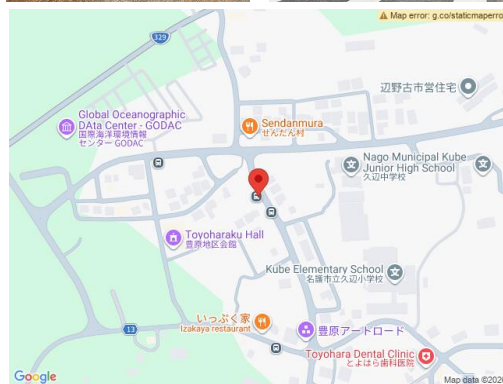 Map error: g.co/staticmaperro
329
辺野古市営住宅
Global Oceanographic
DAta Center - GODAC
国際海洋環境情報
センター GODAC
Sendanmura
せんだん村
Nago Municipal Kube
Junior High School
久辺中学校
Toyoharaku Hall
豊原地区会館
Kube Elementary School
名護市立久辺小学校
いっぷく家
Izakaya restaurant
13
豊原アートロード
Toyohara Dental Clinic
とよはら歯科医院
Google
Map data ©202